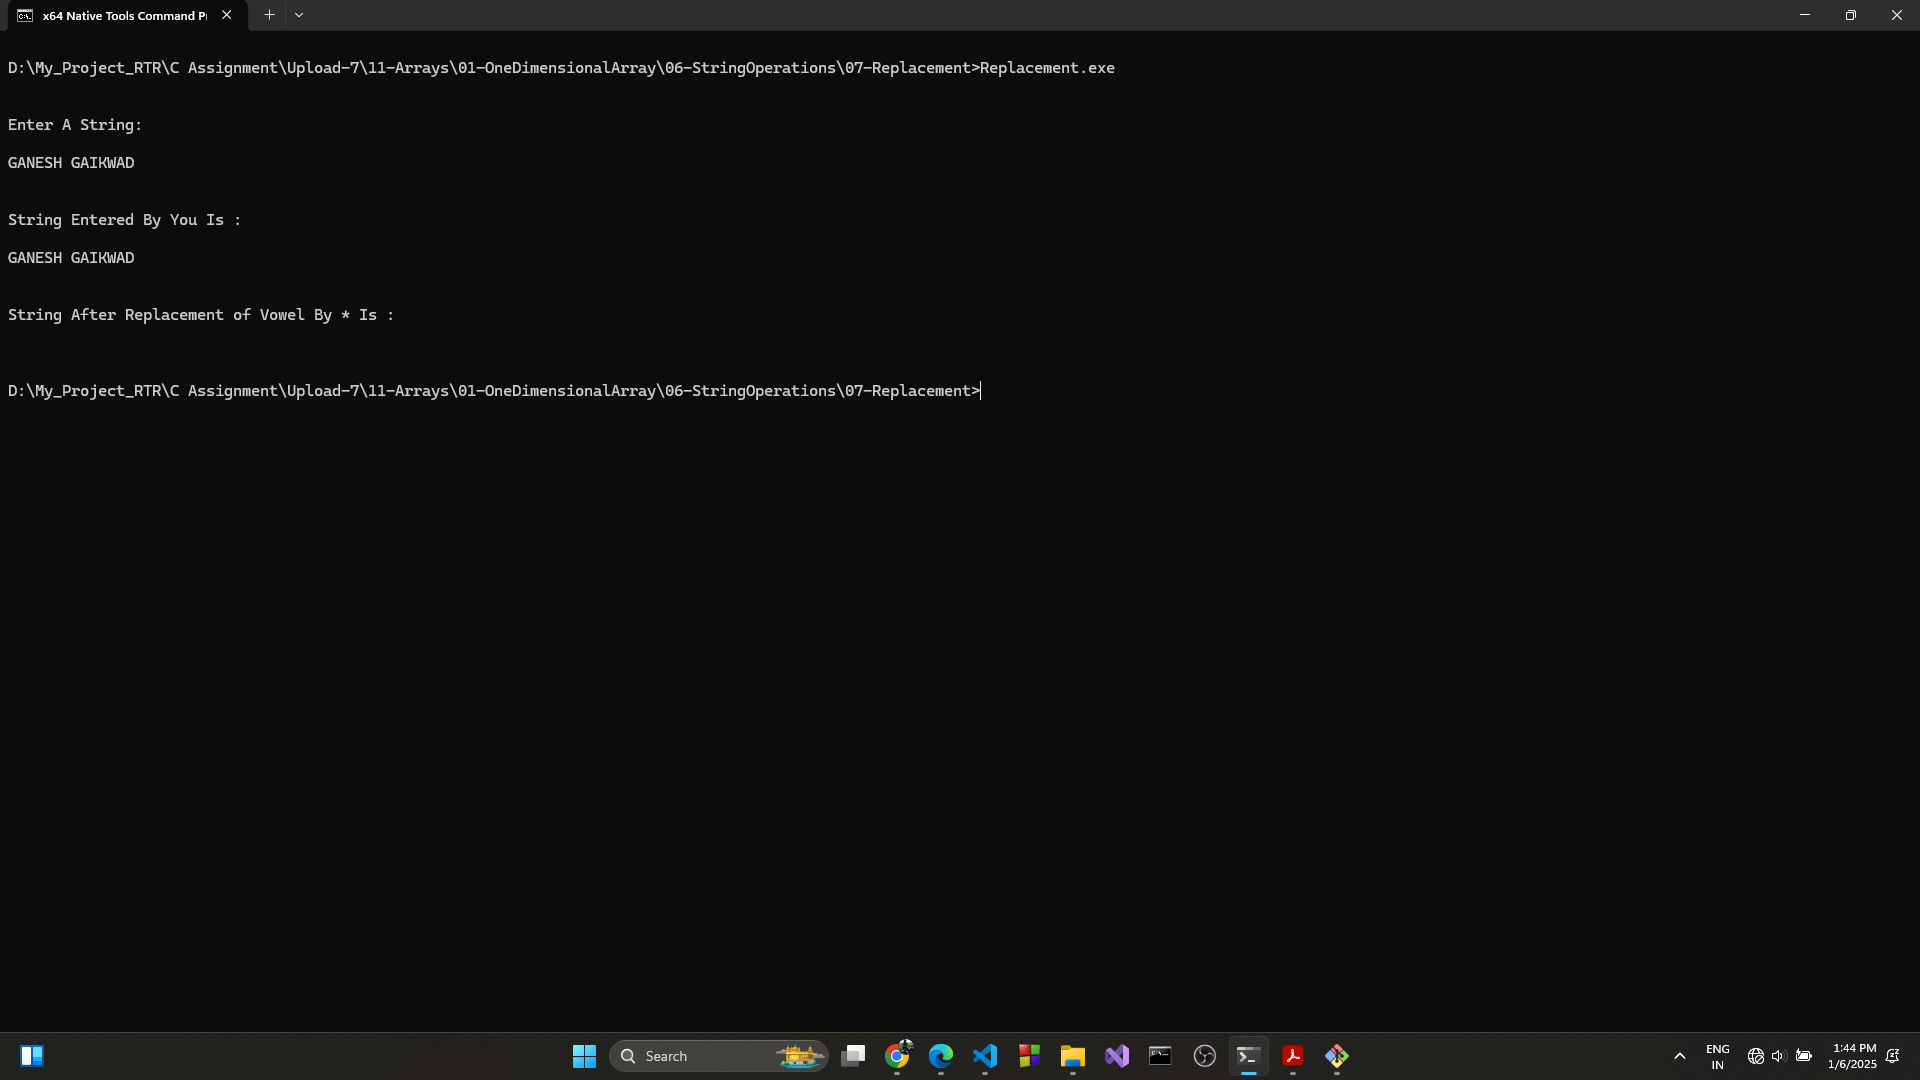 x64 Native Tools Command P
D:\My_Project_RTR\C Assignment\Upload-7\11-Arrays\01-OneDimensionalArray\06-StringOperations\07-Replacement>Replacement.exe
Enter A String:
GANESH GAIKWAD
String Entered By You Is :
GANESH GAIKWAD
String After Replacement of Vowel By * Is :
D:\My_Project_RTR\C Assignment\Upload-7\11-Arrays\01-OneDimensionalArray\06-StringOperations\07-Replacement>
Search
ENG
IN
1:44 PM
1/6/2025